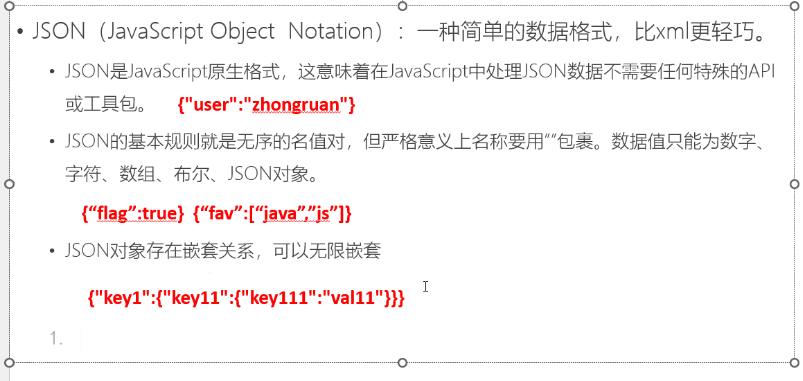 • JSON（JavaScript Object Notation）：一种简单的数据格式，比xml更轻巧。
• JSON是JavaScript原生格式，这意味着在JavaScript中处理JSON数据不需要任何特殊的API
或工具包。 {"user":"zhongruan"}
• JSON的基本规则就是无序的名值对，但严格意义上名称要用““包裹。数据值只能为数字、
字符、数组、布尔、JSON对象。
{“flag”:true} {“fav”:[“java”,”js”]}
• JSON对象存在嵌套关系，可以无限嵌套
{"key1":{"key11":{"key111":"val11"}}}
1.